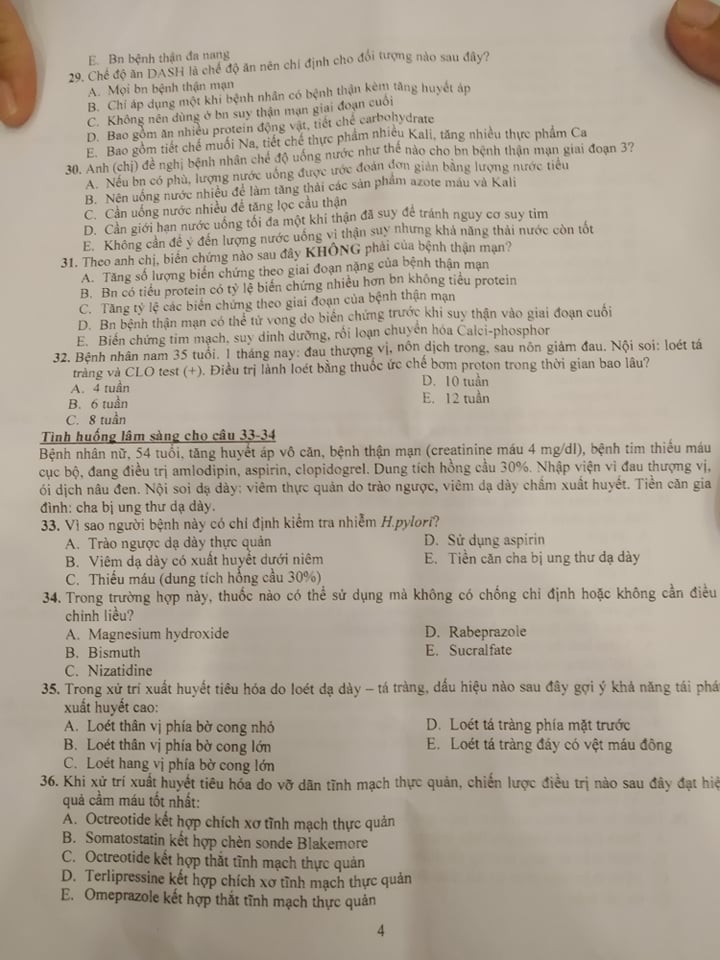 E. Bn bệnh thận đa nang
29. Chế độ ăn DASH là chế độ ăn nên chỉ định cho đối tượng nào sau đây?
A. Mọi bn bệnh thận mạn
B. Chỉ áp dụng một khi bệnh nhân có bệnh thận kèm tăng huyết áp
C. Không nên dùng ở bn suy thận mạn giai đoạn cuối
D. Bao gồm ăn nhiều protein động vật, tiết chế carbohydrate
E. Bao gồm tiết chế muối Na, tiết chế thực phẩm nhiều Kali, tăng nhiều thực phẩm Ca
30. Anh (chị) đề nghị bệnh nhân chế độ uống nước như thế nào cho bn bệnh thận mạn giai đoạn 3?
A. Nếu bn có phù, lượng nước uống được ước đoán đơn giản bằng lượng nước tiểu
B. Nên uống nước nhiều để làm tăng thải các sản phẩm azote máu và Kali
C. Cần uống nước nhiều để tăng lọc cầu thận
D. Cần giới hạn nước uống tối đa một khi thận đã suy để tránh nguy cơ suy tim
E. Không cần để ý đến lượng nước uống vì thận suy nhưng khả năng thải nước còn tốt
31. Theo anh chị, biến chứng nào sau đây KHÔNG phải của bệnh thận mạn?
A. Tăng số lượng biến chứng theo giai đoạn nặng của bệnh thận mạn
B. Bn có tiểu protein có tỷ lệ biến chứng nhiều hơn bn không tiểu protein
C. Tăng tỷ lệ các biến chứng theo giai đoạn của bệnh thận mạn
D. Bn bệnh thận mạn có thể tử vong do biến chứng trước khi suy thận vào giai đoạn cuối
E. Biến chứng tim mạch, suy dinh dưỡng, rối loạn chuyển hóa Calci-phosphor
32. Bệnh nhân nam 35 tuổi. 1 tháng nay: đau thượng vị, nôn dịch trong, sau nôn giảm đau. Nội soi: loét tá
tràng và CLO test (+). Điều trị lành loét bằng thuốc ức chế bơm proton trong thời gian bao lâu?
A. 4 tuần
D. 10 tuần
B. 6 tuần
E. 12 tuần
C. 8 tuần
Tình huống lâm sàng cho câu 33-34
Bệnh nhân nữ, 54 tuổi, tăng huyết áp vô căn, bệnh thận mạn (creatinine máu 4 mg/dl), bệnh tim thiếu máu
cục bộ, đang điều trị amlodipin, aspirin, clopidogrel. Dung tích hồng cầu 30%. Nhập viện vì đau thượng vị,
ói dịch nâu đen. Nội soi dạ dày: viêm thực quản do trào ngược, viêm dạ dày chấm xuất huyết. Tiền căn gia
đình: cha bị ung thư dạ dày.
33. Vì sao người bệnh này có chỉ định kiểm tra nhiễm H.pylori?
A. Trào ngược dạ dày thực quản
D. Sử dụng aspirin
B. Viêm dạ dày có xuất huyết dưới niêm
E. Tiền căn cha bị ung thư dạ dày
C. Thiếu máu (dung tích hồng cầu 30%)
34. Trong trường hợp này, thuốc nào có thể sử dụng mà không có chống chỉ định hoặc không cần điều
chỉnh liều?
A. Magnesium hydroxide
D. Rabeprazole
B. Bismuth
E. Sucralfate
C. Nizatidine
35. Trong xử trí xuất huyết tiêu hóa do loét dạ dày – tá tràng, dấu hiệu nào sau đây gợi ý khả năng tái phá
xuất huyết cao:
A. Loét thân vị phía bờ cong nhỏ
D. Loét tá tràng phía mặt trước
B. Loét thân vị phía bờ cong lớn
E. Loét tá tràng đáy có vệt máu đông
C. Loét hang vị phía bờ cong lớn
36. Khi xử trí xuất huyết tiêu hóa do vỡ dãn tĩnh mạch thực quản, chiến lược điều trị nào sau đây đạt hiệ
quả cầm máu tốt nhất:
A. Octreotide kết hợp chích xơ tĩnh mạch thực quản
B. Somatostatin kết hợp chèn sonde Blakemore
C. Octreotide kết hợp thắt tĩnh mạch thực quản
D. Terlipressine kết hợp chích xơ tĩnh mạch thực quản
E. Omeprazole kết hợp thắt tĩnh mạch thực quản
4